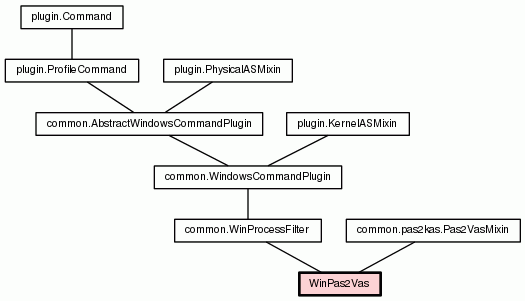 plugin.Command
plugin.ProfileCommand
plugin.PhysicalASMixin
common.AbstractWindowsCommandPlugin
plugin.KernelASMixin
common.WindowsCommandPlugin
common.WinProcessFilter
common.pas2kas.Pas2VasMixin
WinPas2Vas